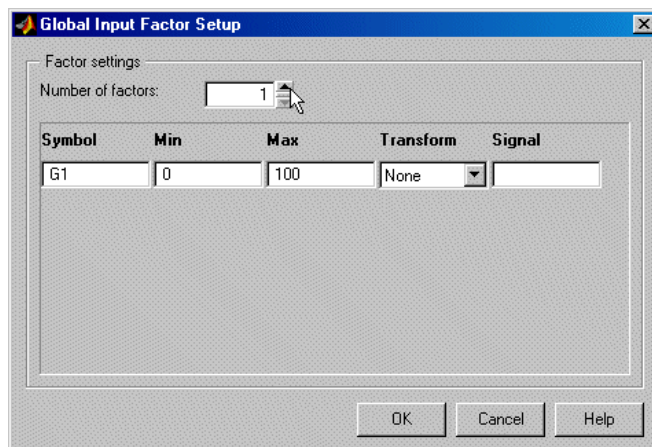 Global Input Factor Setup
Factor settings
Number of factors: 1
Symbol Min Max Transform Signal
G1 0 100 None
OK Cancel Help